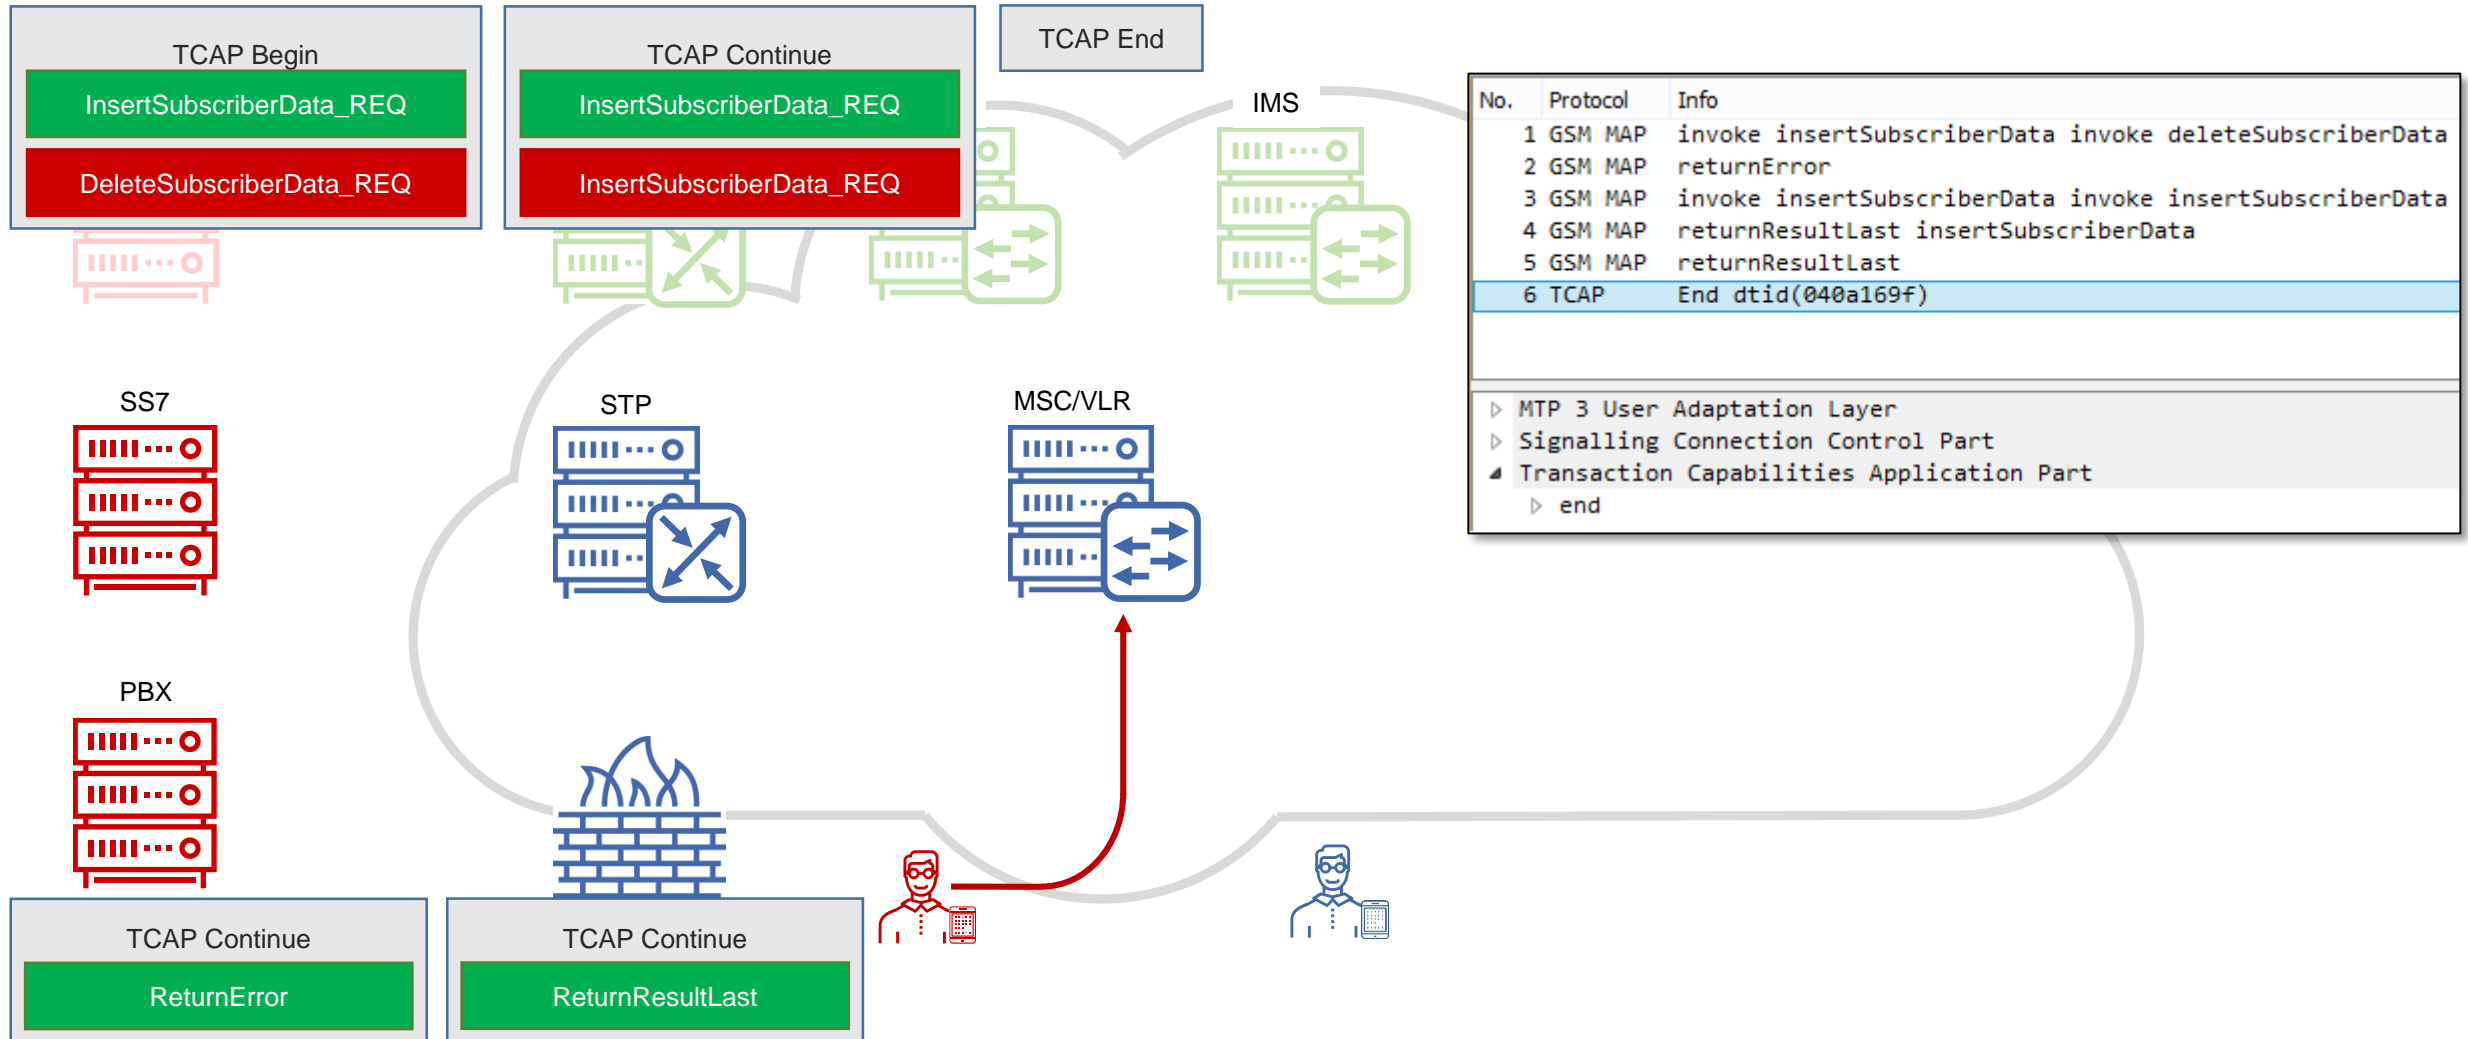 TCAP Begin
InsertSubscriberData_REQ
DeleteSubscriberData_REQ
TCAP Continue
InsertSubscriberData_REQ
InsertSubscriberData_REQ
TCAP End
IMS
No. Protocol Info
1 GSM MAP invoke insertSubscriberData invoke deleteSubscriberData
2 GSM MAP returnError
3 GSM MAP invoke insertSubscriberData invoke insertSubscriberData
4 GSM MAP returnResultLast insertSubscriberData
5 GSM MAP returnResultLast
6 TCAP End dtid(040a169f)
MTP 3 User Adaptation Layer
Signalling Connection Control Part
Transaction Capabilities Application Part
end
SS7
STP
MSC/VLR
PBX
TCAP Continue
ReturnError
TCAP Continue
ReturnResultLast